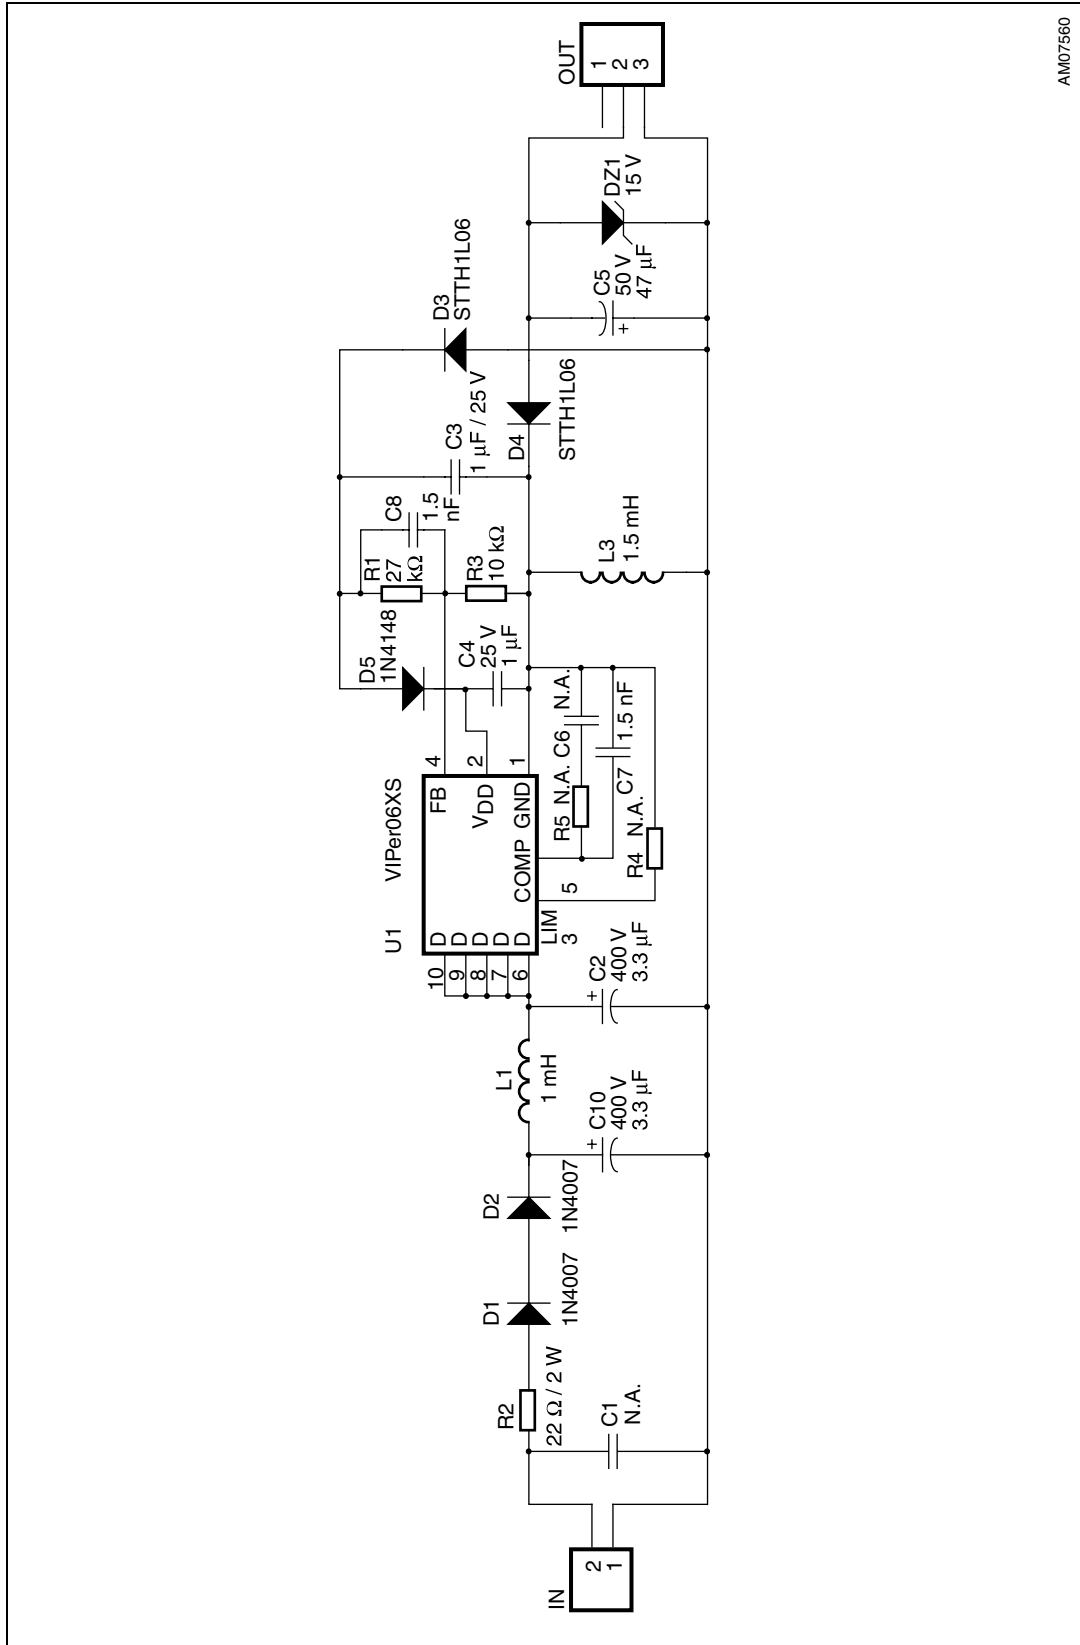 AM07560
OUT
1
2
3
DZ1
15 V
C5
50 V
47 µF
+
D3
STTH1L06
D4
STTH1L06
C3
1 µF / 25 V
C8
1.5
nF
R1
27
kΩ
R3
10 kΩ
L3
1.5 mH
D5
1N4148
C4
25 V
1 µF
U1
VIPer06XS
4
FB
2
VDD
1
GND
COMP
5
LIM
3
D
D
D
D
D
10
9
8
7
6
R5
N.A.
C6
N.A.
C7
1.5 nF
R4
N.A.
+
C2
400 V
3.3 µF
L1
1 mH
+
C10
400 V
3.3 µF
D2
1N4007
D1
1N4007
R2
22 Ω / 2 W
C1
N.A.
IN
2
1